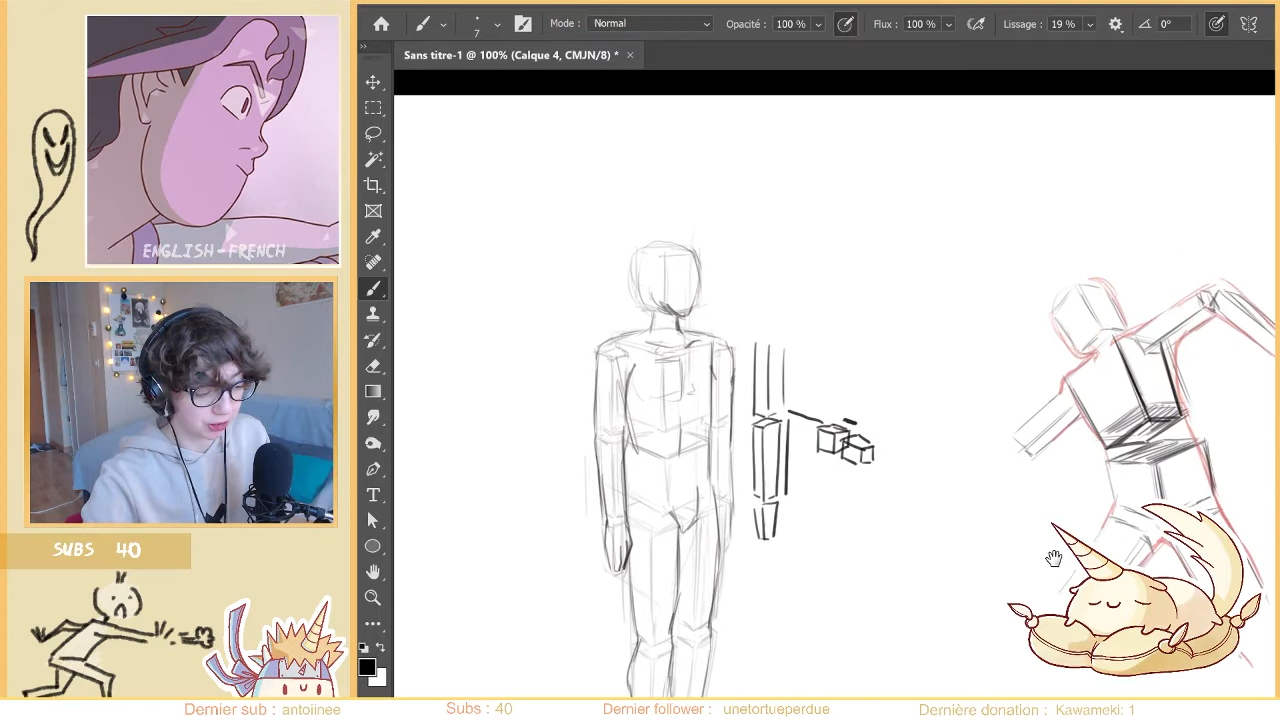 7
Mode : Normal
Opacité : 100 %
Flux : 100 %
Lissage : 19 %
0°
Sans titre-1 @ 100% (Calque 4, CMJN/8) *
ENGLISH-FRENCH
SUBS 40
Dernier sub : antoiinee
Subs : 40
Dernier follower : unetortueperdue
Dernière donation : Kawameki: 1